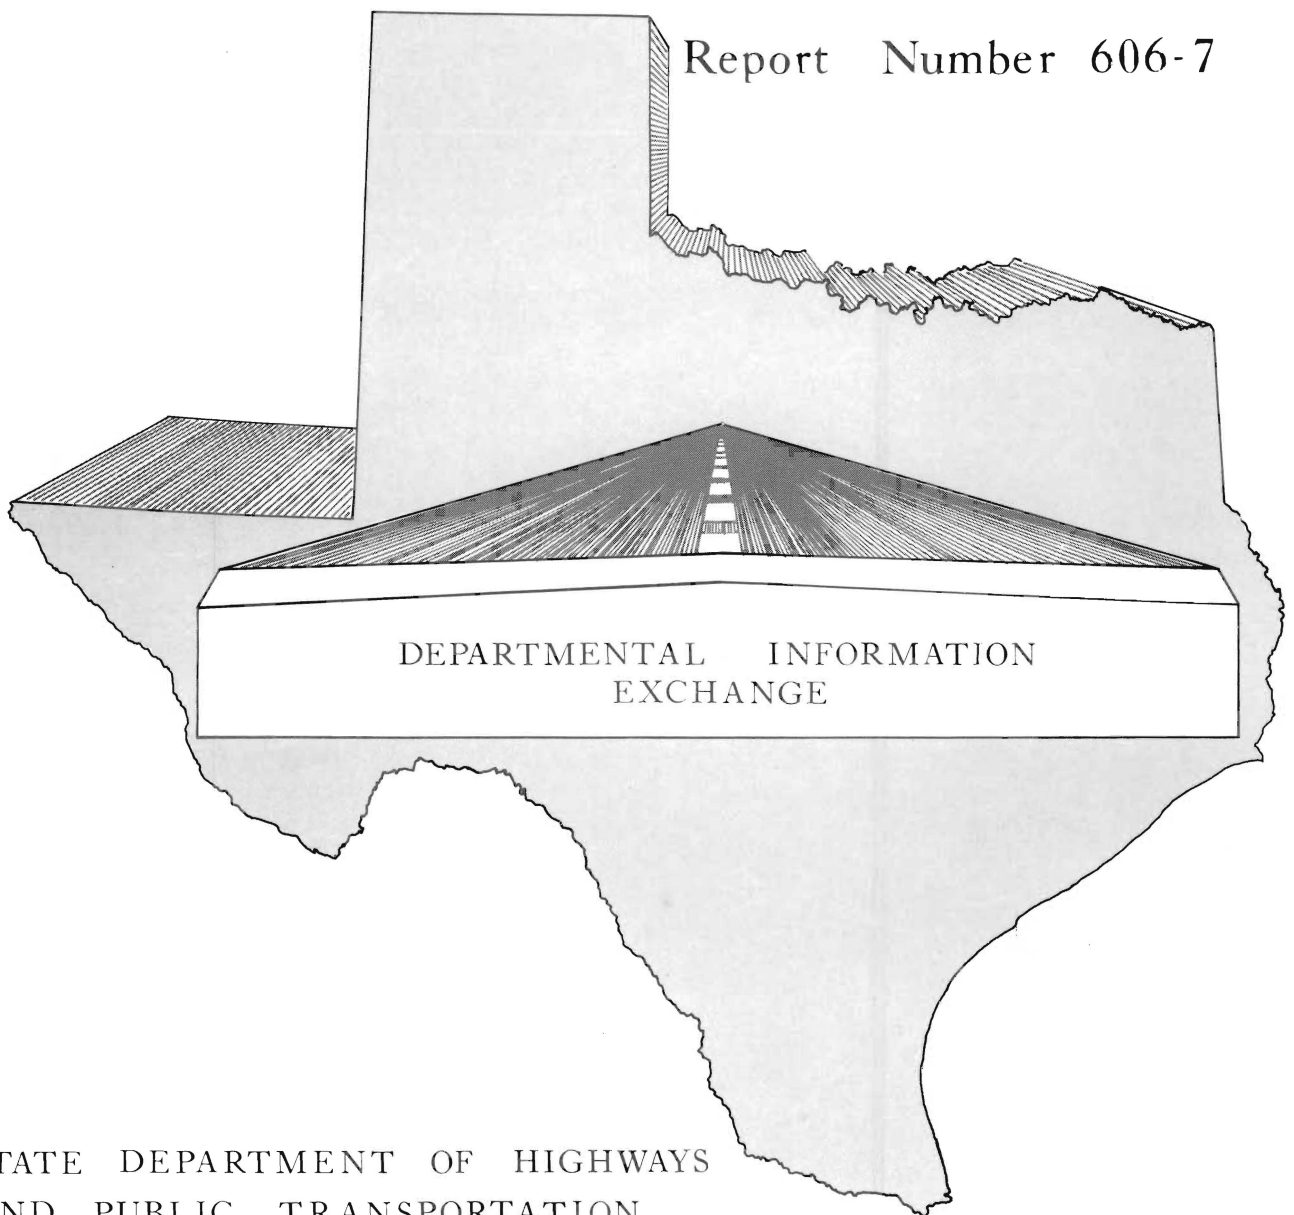 Report Number 606-7
DEPARTMENTAL INFORMATION
EXCHANGE
TATE DEPARTMENT OF HIGHWAYS
ND PUBLIC TRANSPORTATION